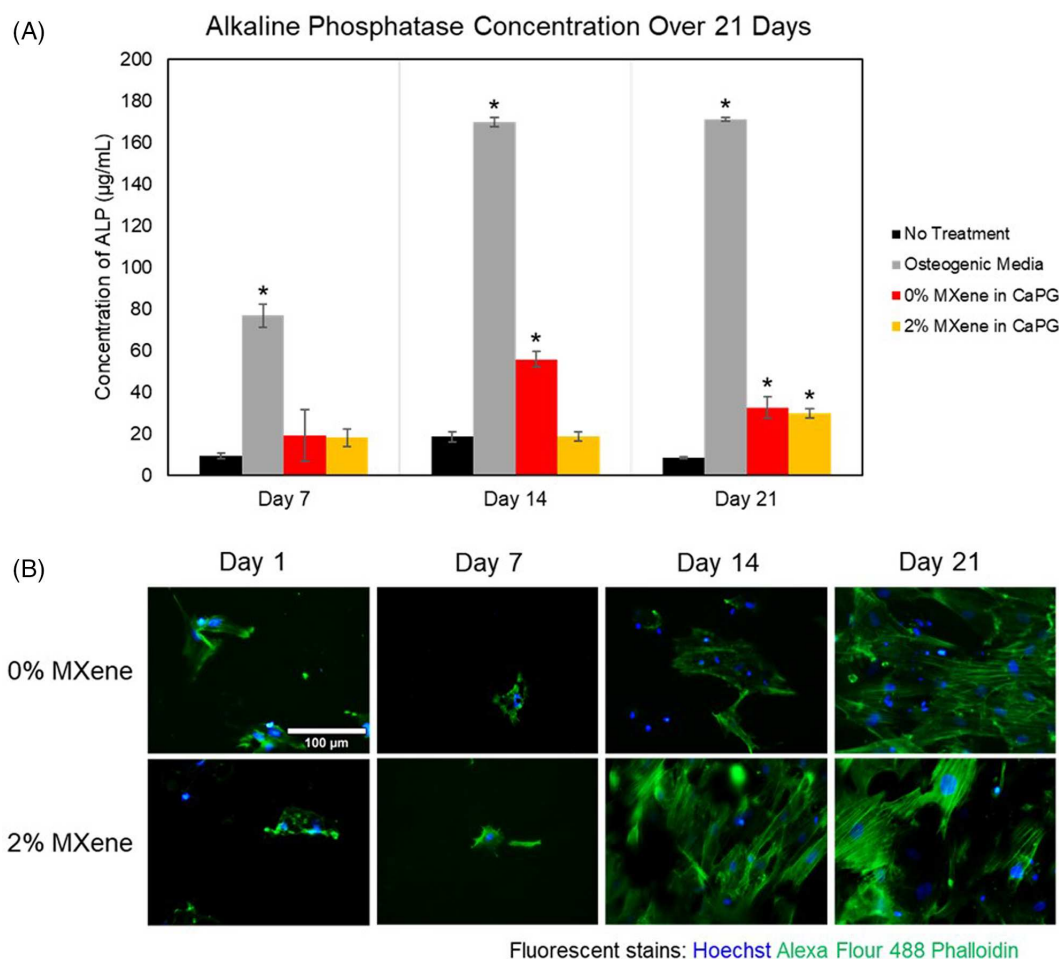 (A)
Alkaline Phosphatase Concentration Over 21 Days
Concentration of ALP (µg/mL)
200
180
160
140
120
100
80
60
40
20
0
*
*
*
*
*
*
Day 7
Day 14
Day 21
No Treatment
Osteogenic Media
0% MXene in CaPG
2% MXene in CaPG
(B)
Day 1
Day 7
Day 14
Day 21
0% MXene
100 µm
2% MXene
Fluorescent stains: Hoechst Alexa Flour 488 Phalloidin